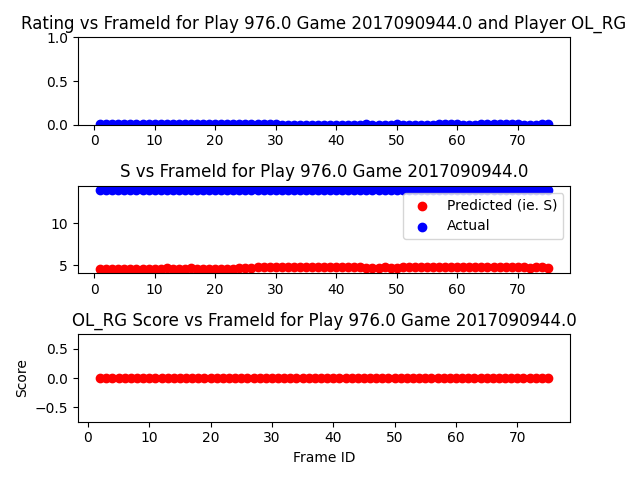 Rating vs FrameId for Play 976.0 Game 2017090944.0 and Player OL_RG
1.0
0.5
0.0
0 10 20 30 40 50 60 70
S vs FrameId for Play 976.0 Game 2017090944.0
10
5
Predicted (ie. S)
Actual
0 10 20 30 40 50 60 70
OL_RG Score vs FrameId for Play 976.0 Game 2017090944.0
Score
0.5
0.0
−0.5
0 10 20 30 40 50 60 70
Frame ID